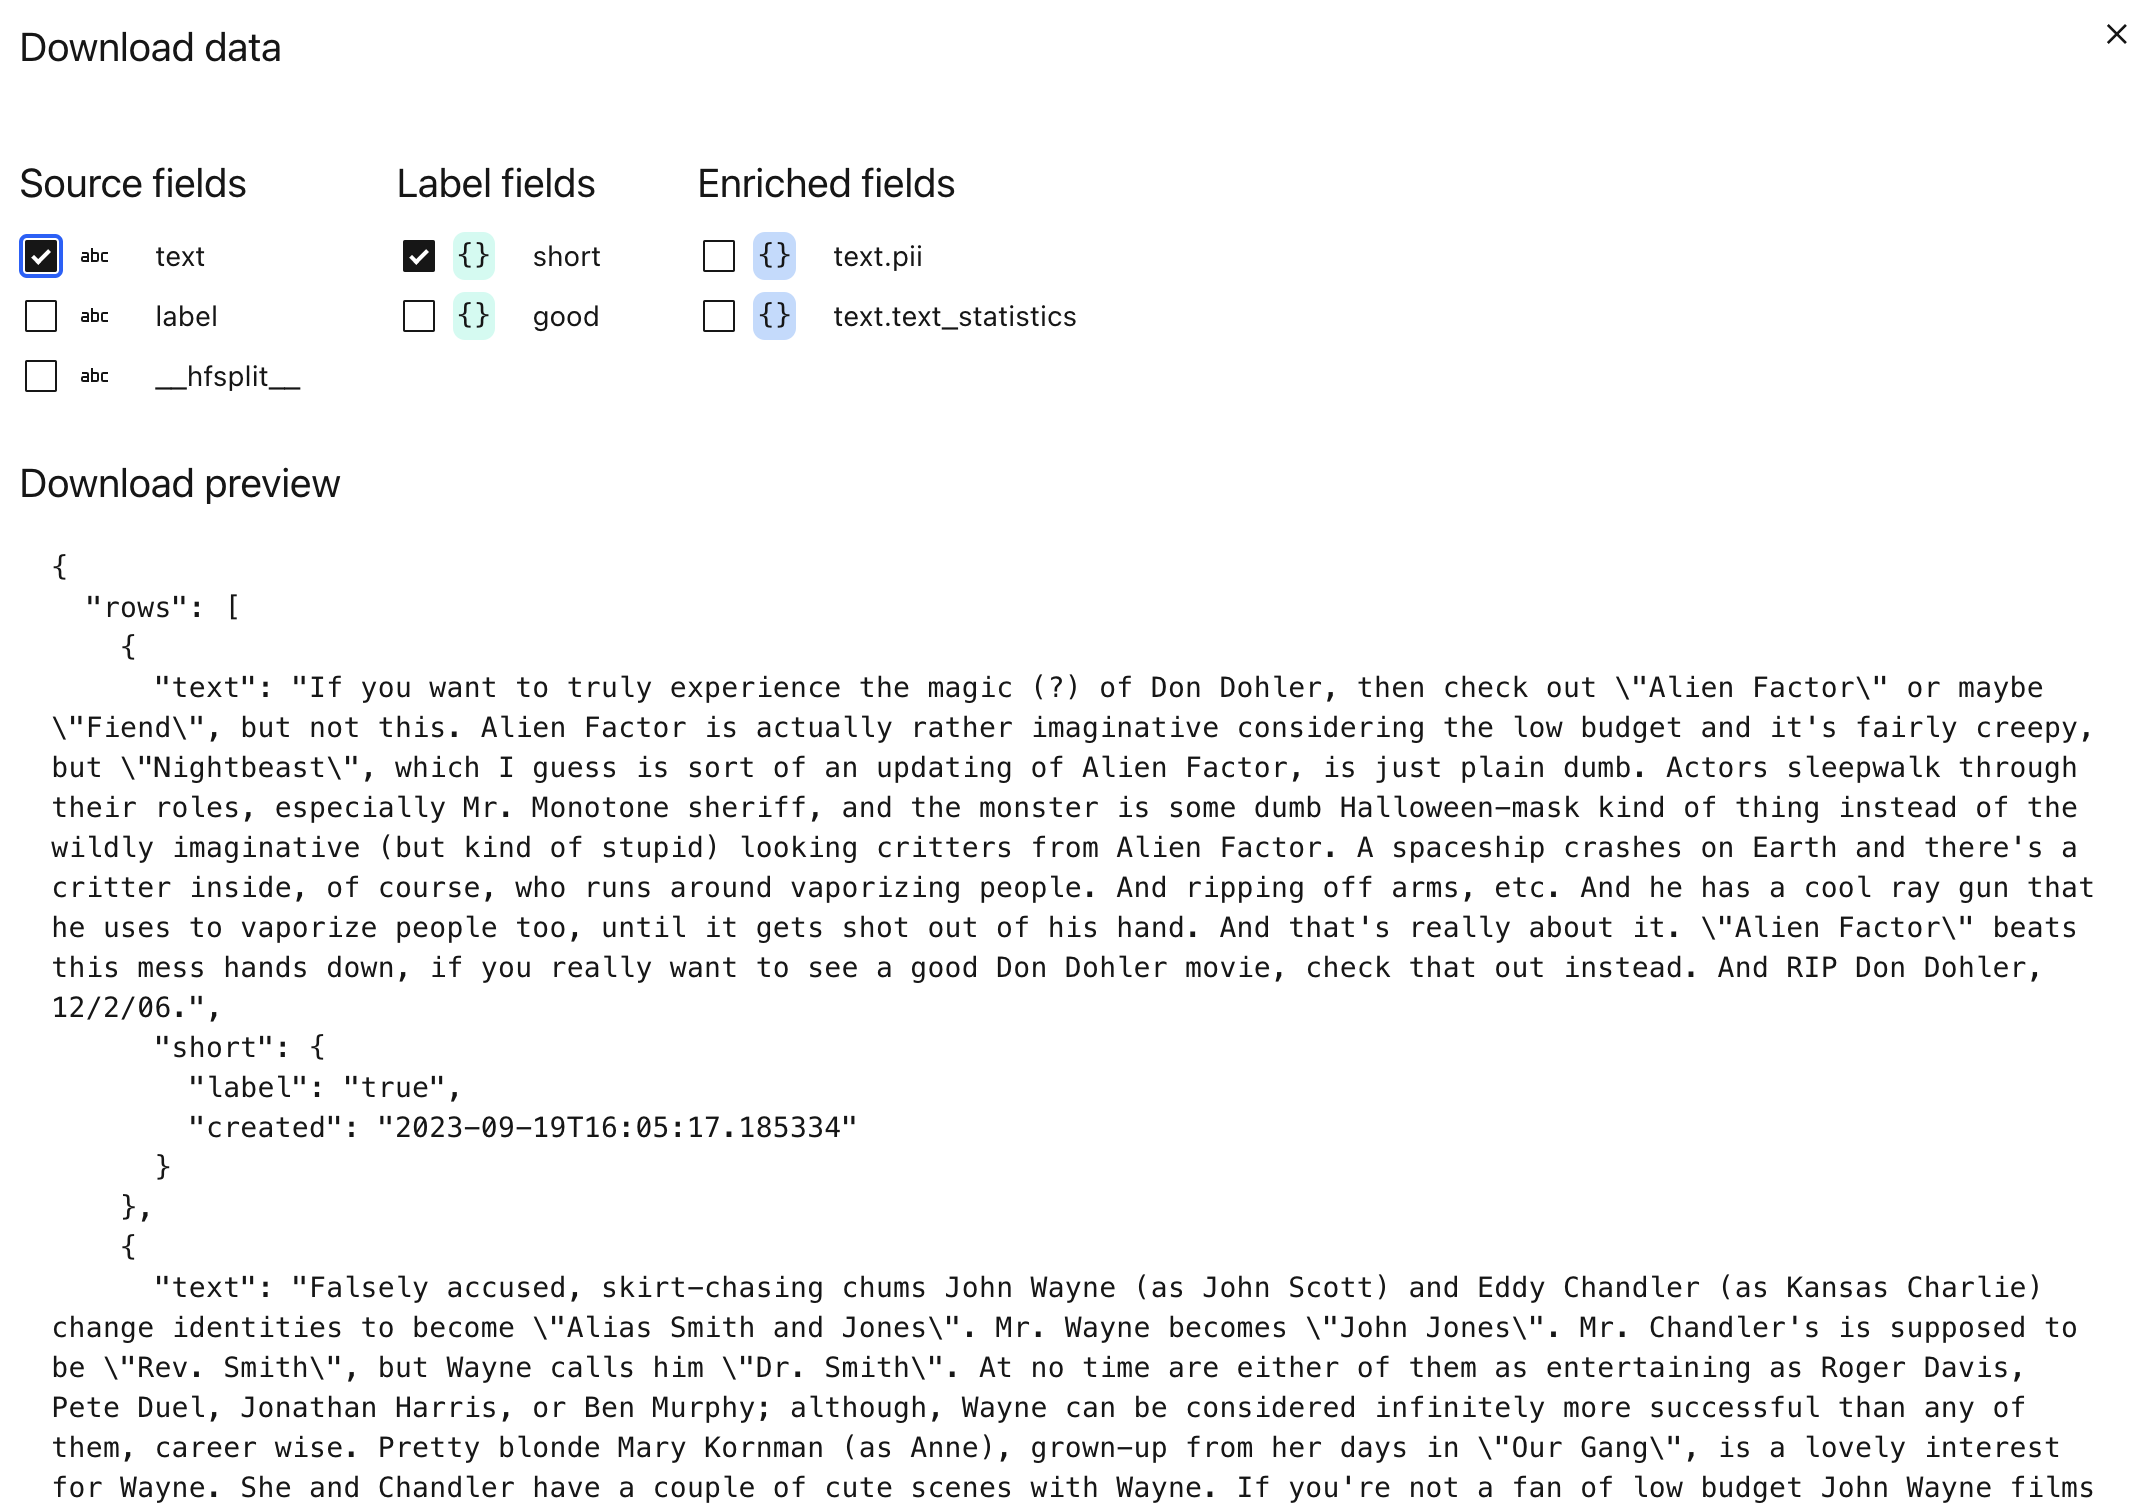 Download data
Source fields
Label fields
Enriched fields
abc text
{} short
{} text.pii
abc label
{} good
{} text.text_statistics
abc __hfsplit__
Download preview
{
"rows": [
{
"text": "If you want to truly experience the magic (?) of Don Dohler, then check out \"Alien Factor\" or maybe
\"Fiend\", but not this. Alien Factor is actually rather imaginative considering the low budget and it's fairly creepy,
but \"Nightbeast\", which I guess is sort of an updating of Alien Factor, is just plain dumb. Actors sleepwalk through
their roles, especially Mr. Monotone sheriff, and the monster is some dumb Halloween-mask kind of thing instead of the
wildly imaginative (but kind of stupid) looking critters from Alien Factor. A spaceship crashes on Earth and there's a
critter inside, of course, who runs around vaporizing people. And ripping off arms, etc. And he has a cool ray gun that
he uses to vaporize people too, until it gets shot out of his hand. And that's really about it. \"Alien Factor\" beats
this mess hands down, if you really want to see a good Don Dohler movie, check that out instead. And RIP Don Dohler,
12/2/06.",
"short": {
"label": "true",
"created": "2023-09-19T16:05:17.185334"
}
},
{
"text": "Falsely accused, skirt-chasing chums John Wayne (as John Scott) and Eddy Chandler (as Kansas Charlie)
change identities to become \"Alias Smith and Jones\". Mr. Wayne becomes \"John Jones\". Mr. Chandler's is supposed to
be \"Rev. Smith\", but Wayne calls him \"Dr. Smith\". At no time are either of them as entertaining as Roger Davis,
Pete Duel, Jonathan Harris, or Ben Murphy; although, Wayne can be considered infinitely more successful than any of
them, career wise. Pretty blonde Mary Kornman (as Anne), grown-up from her days in \"Our Gang\", is a lovely interest
for Wayne. She and Chandler have a couple of cute scenes with Wayne. If you're not a fan of low budget John Wayne films